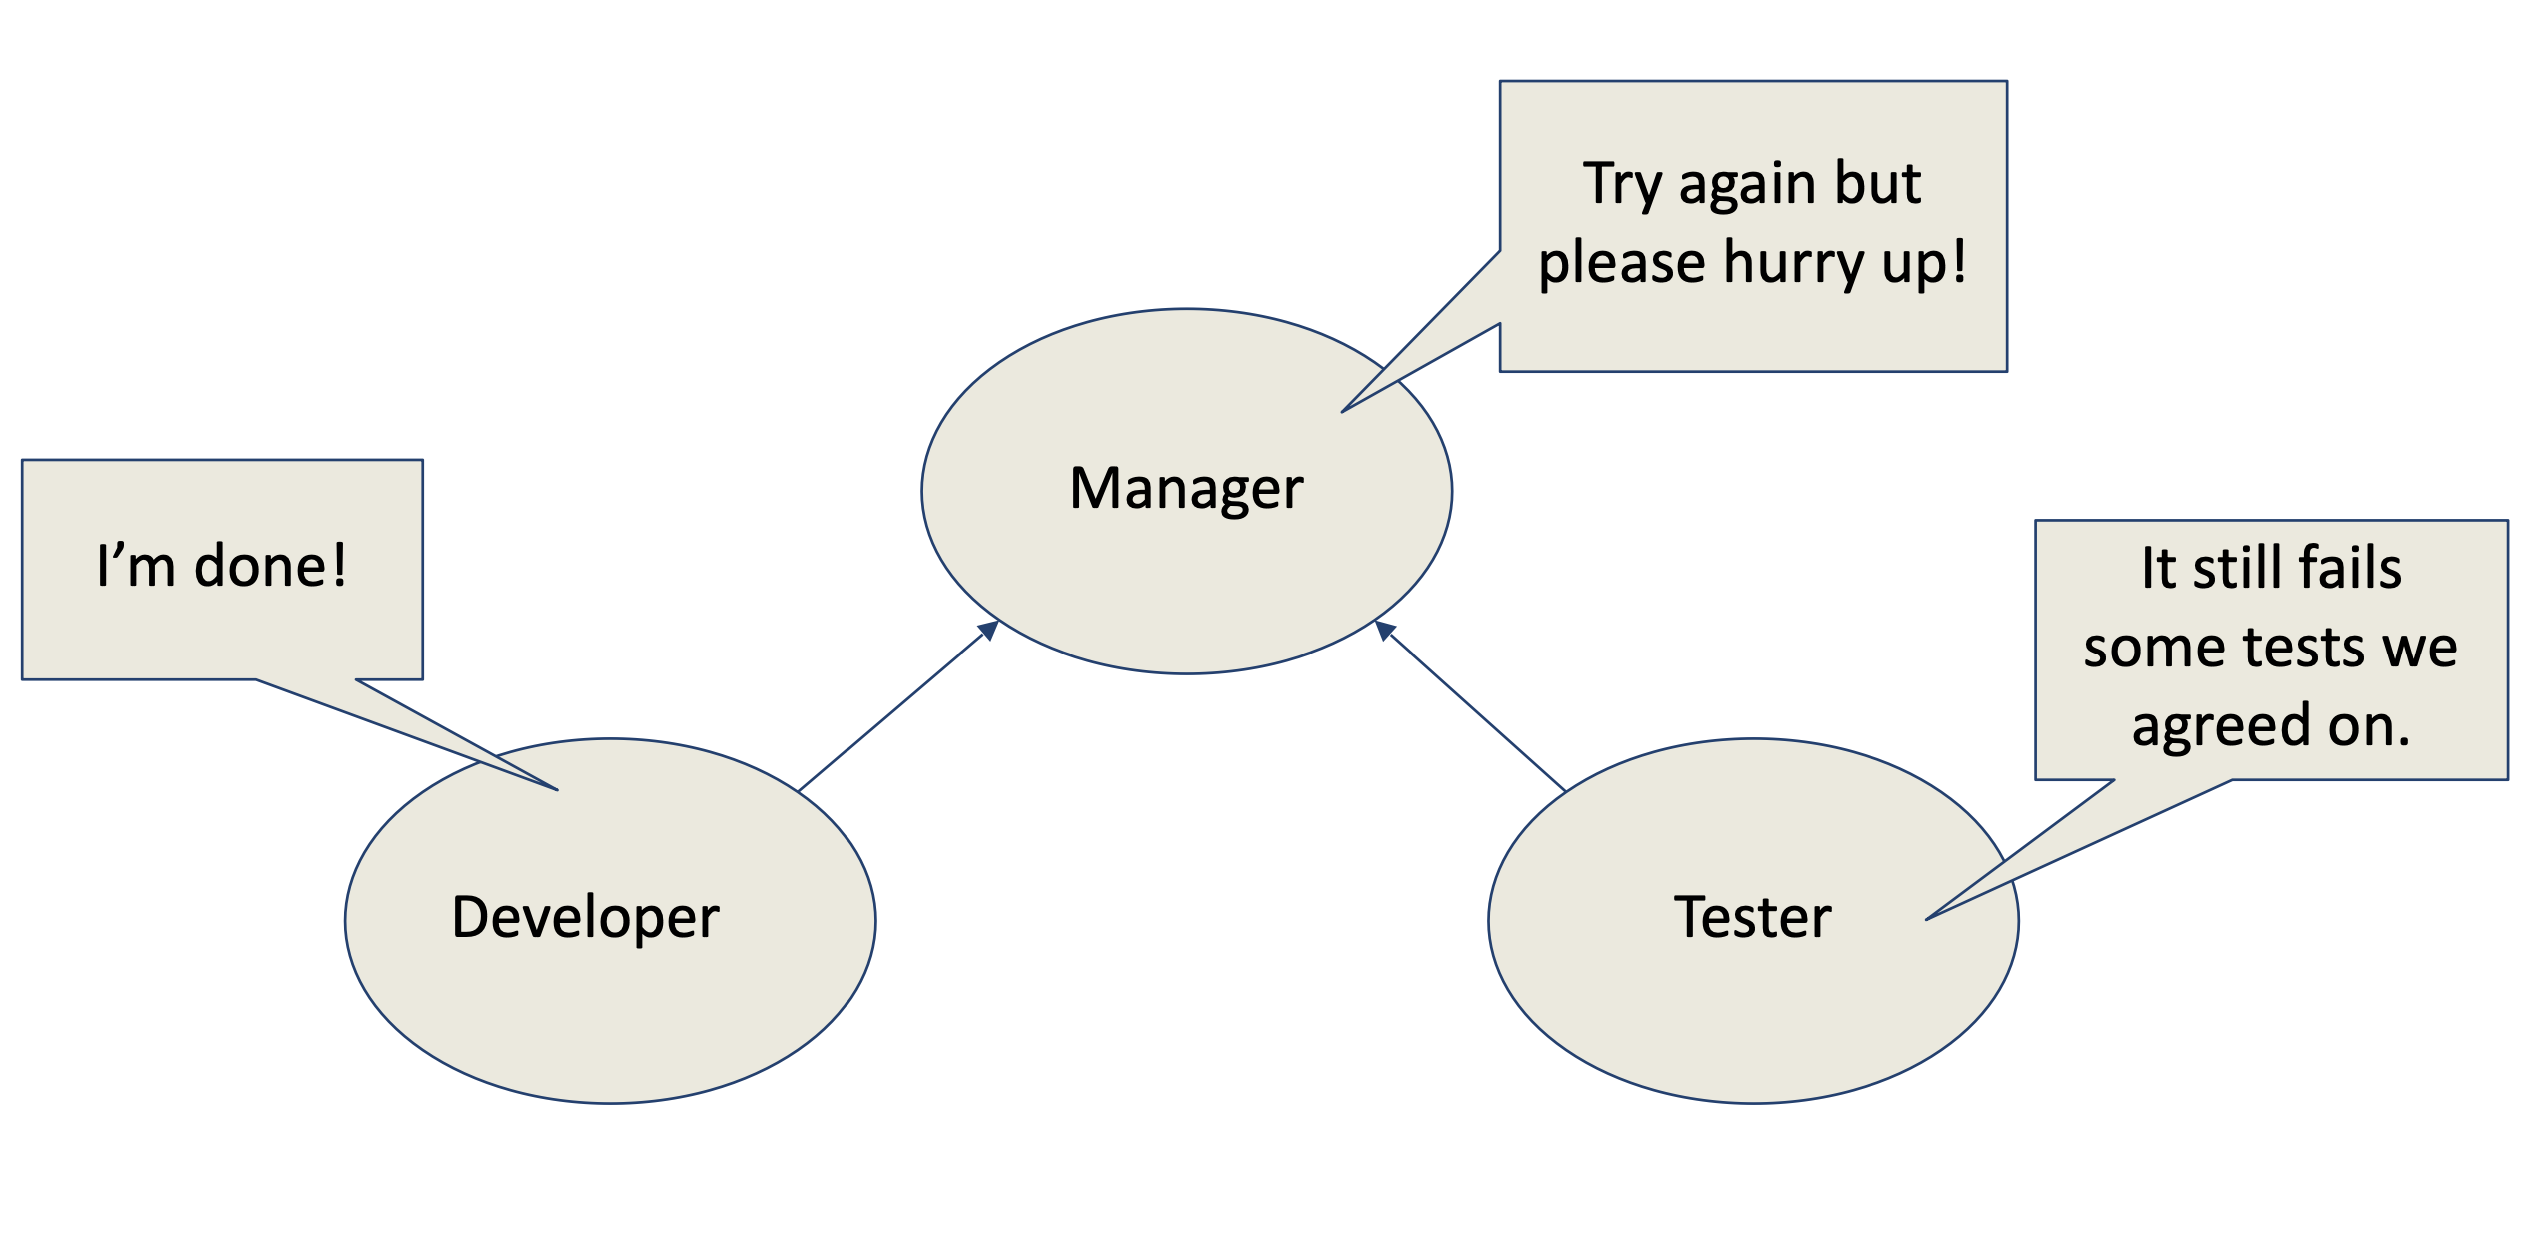 Try again but
please hurry up!
Manager
I’m done!
It still fails
some tests we
agreed on.
Developer
Tester